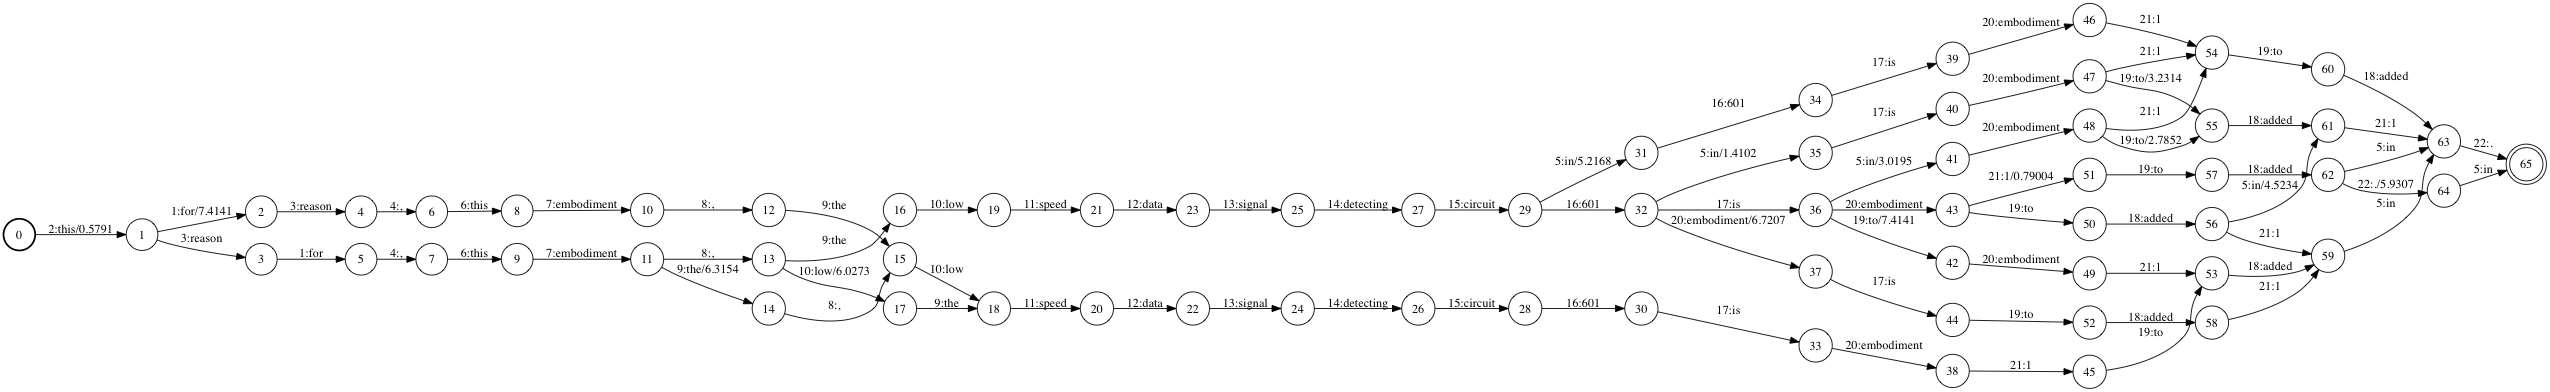 46
20:embodiment
21:1
54
19:to
39
17:is
21:1
60
47
18:added
20:embodiment
19:to/3.2314
34
16:601
40
21:1
17:is
48
55
18:added
61
21:1
20:embodiment
19:to/2.7852
63
22:.
31
5:in/1.4102
35
41
5:in
65
5:in/5.2168
5:in/3.0195
51
19:to
57
18:added
62
5:in
21:1/0.79004
5:in/4.5234
22:./5.9307
64
1:for/7.4141
2
3:reason
4
4:,
6
6:this
8
7:embodiment
10
8:,
12
9:the
16
10:low
19
11:speed
21
12:data
23
13:signal
25
14:detecting
27
15:circuit
29
16:601
32
17:is
36
20:embodiment
43
19:to
50
18:added
56
5:in
20:embodiment/6.7207
19:to/7.4141
0
2:this/0.5791
1
3:reason
9:the
21:1
3
1:for
5
4:,
7
6:this
9
7:embodiment
11
8:,
13
15
42
20:embodiment
59
9:the/6.3154
10:low/6.0273
10:low
37
49
21:1
53
18:added
17:is
21:1
14
8:,
17
9:the
18
11:speed
20
12:data
22
13:signal
24
14:detecting
26
15:circuit
28
16:601
30
17:is
44
19:to
52
18:added
58
19:to
33
20:embodiment
38
21:1
45